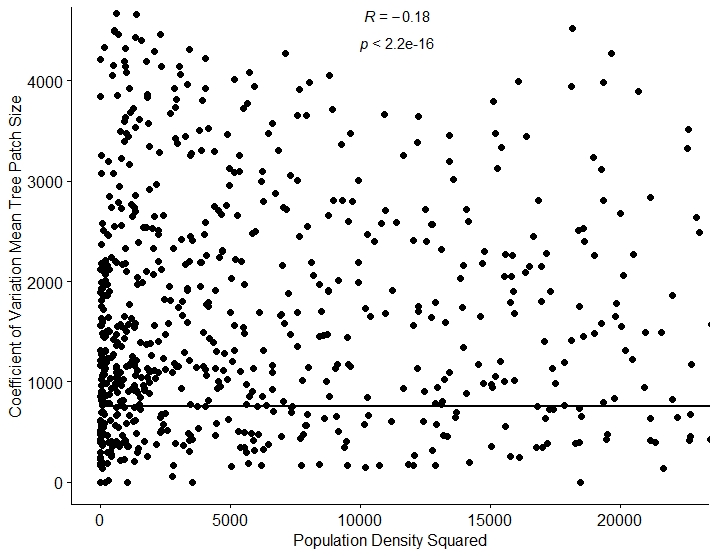 R = −0.18
p < 2.2e-16
Coefficient of Variation Mean Tree Patch Size
4000
3000
2000
1000
0
0 5000 10000 15000 20000
Population Density Squared